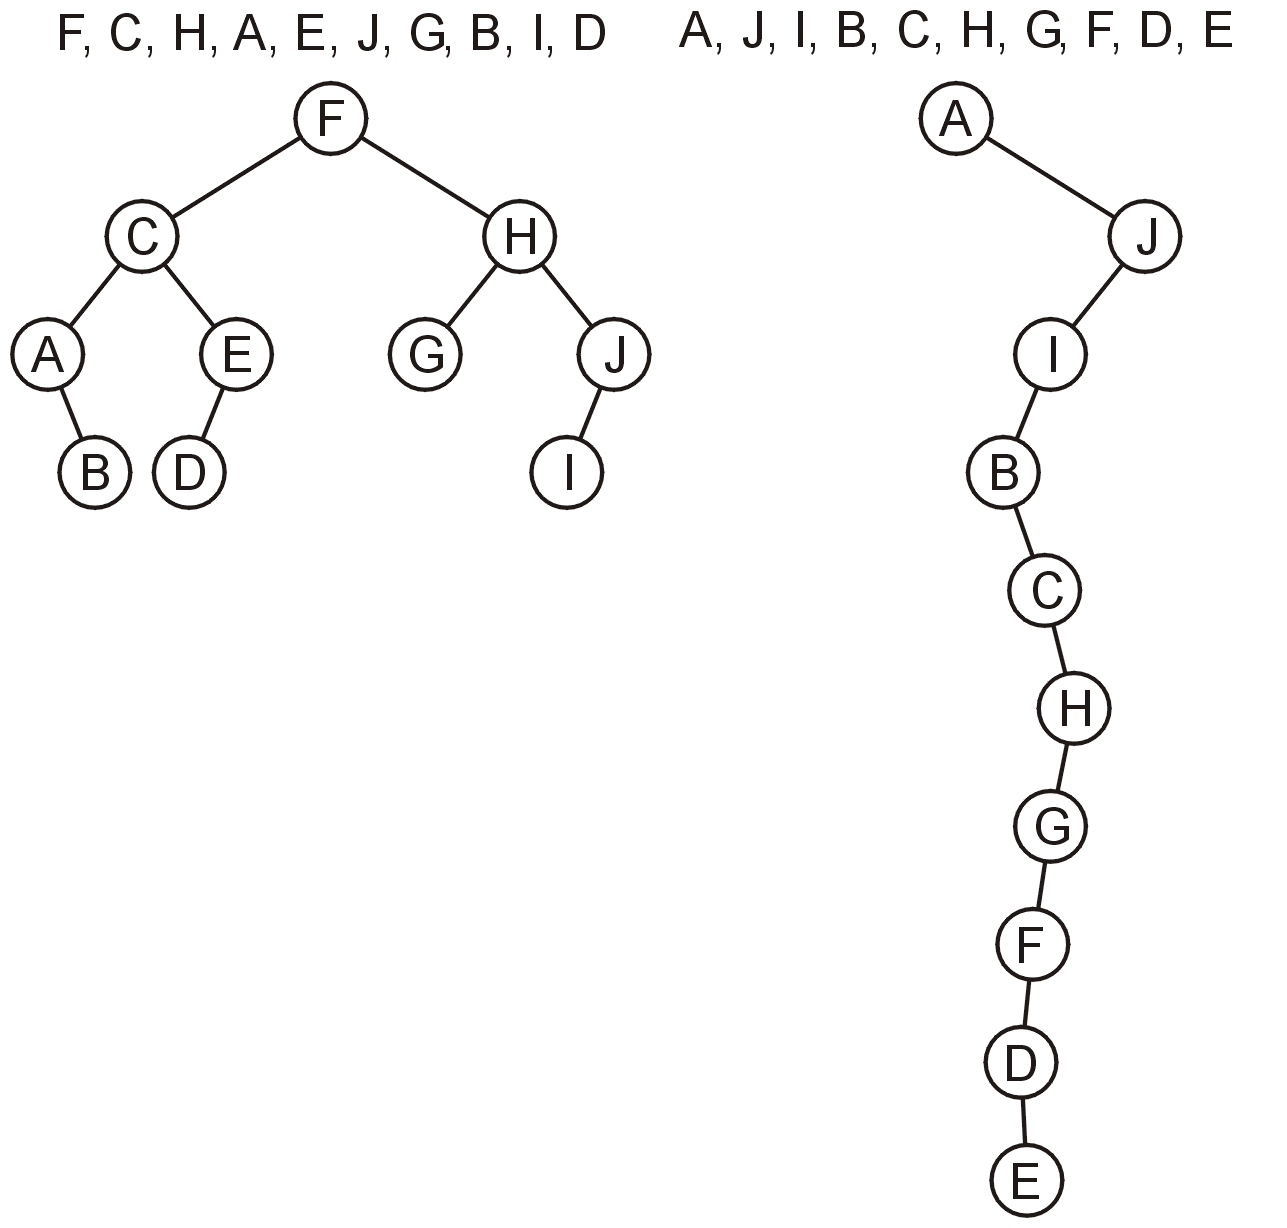 F, C, H, A, E, J, G, B, I, D
A, J, I, B, C, H, G, F, D, E
F
C H
A E G J
B D I
A
J
I
B
C
H
G
F
D
E